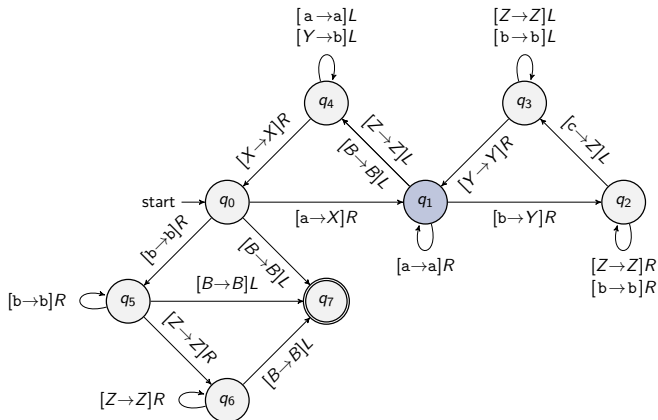 [a→a]L
[Y→b]L
[Z→Z]L
[b→b]L
q4
q3
[X→X]R
[Z→Z]L
[B→B]L
[Y→Y]R
[c→Z]L
start
q0
[a→X]R
q1
[b→Y]R
q2
[b→b]R
[B→B]L
[a→a]R
[Z→Z]R
[b→b]R
[b→b]R
q5
[B→B]L
q7
[Z→Z]R
[B→B]L
[Z→Z]R
q6